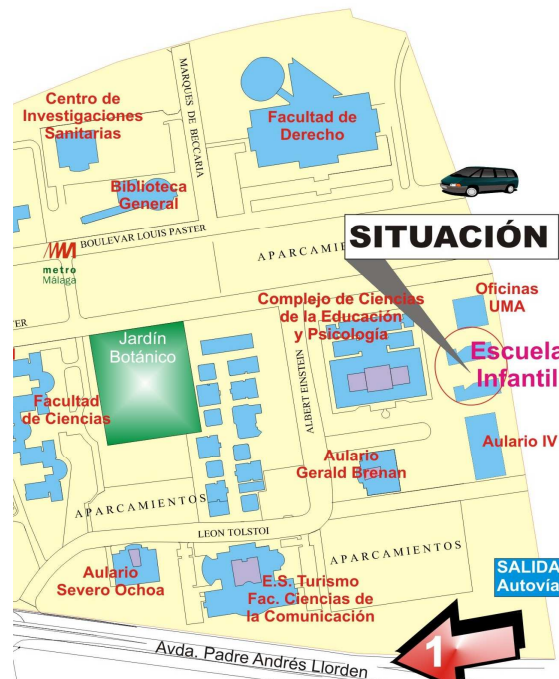 Centro de
Investigaciones
Sanitarias
MARQUES DE BECCARIA
Facultad de
Derecho
Biblioteca
General
BOULEVAR LOUIS PASTER
metro
Málaga
APARCAMIE
SITUACIÓN
Oficinas
UMA
Complejo de Ciencias
de la Educación
y Psicología
TER
Jardín
Botánico
Escuela
Infantil
Facultad
de Ciencias
ALBERT EINSTEIN
Aulario IV
Aulario
Gerald Brenan
APARCAMIENTOS
LEON TOLSTOI
APARCAMIENTOS
SALIDA
Autovía
Aulario
Severo Ochoa
E.S. Turismo
Fac. Ciencias de
la Comunicación
1
Avda. Padre Andrés Llorden